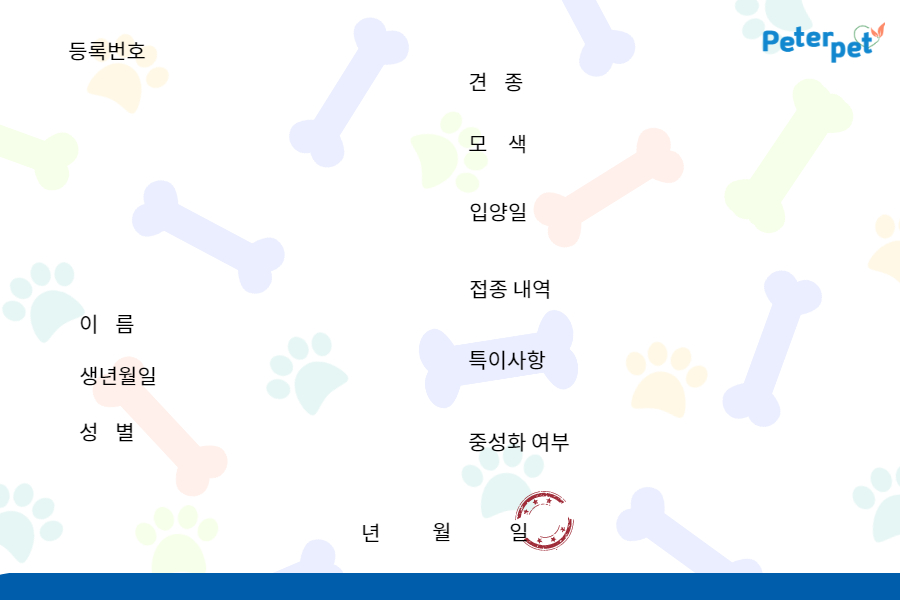 Peterpet
등록번호
견 종
모 색
입양일
접종 내역
특이사항
중성화 여부
이 름
생년월일
성 별
년 월 일